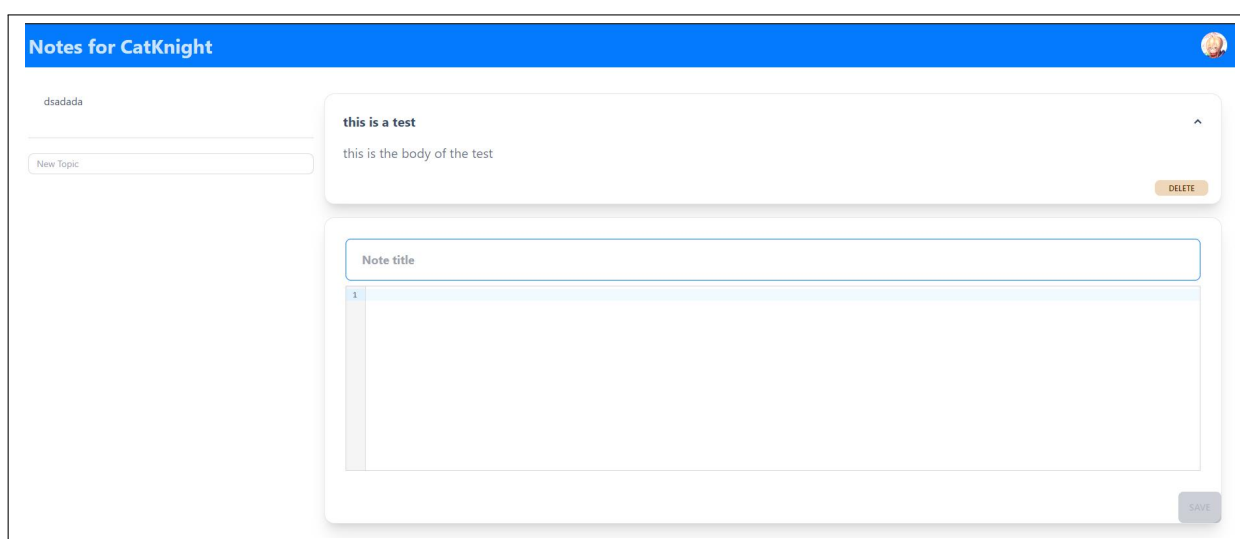 Notes for CatKnight
dsadada
New Topic
this is a test
this is the body of the test
DELETE
Note title
1
SAVE